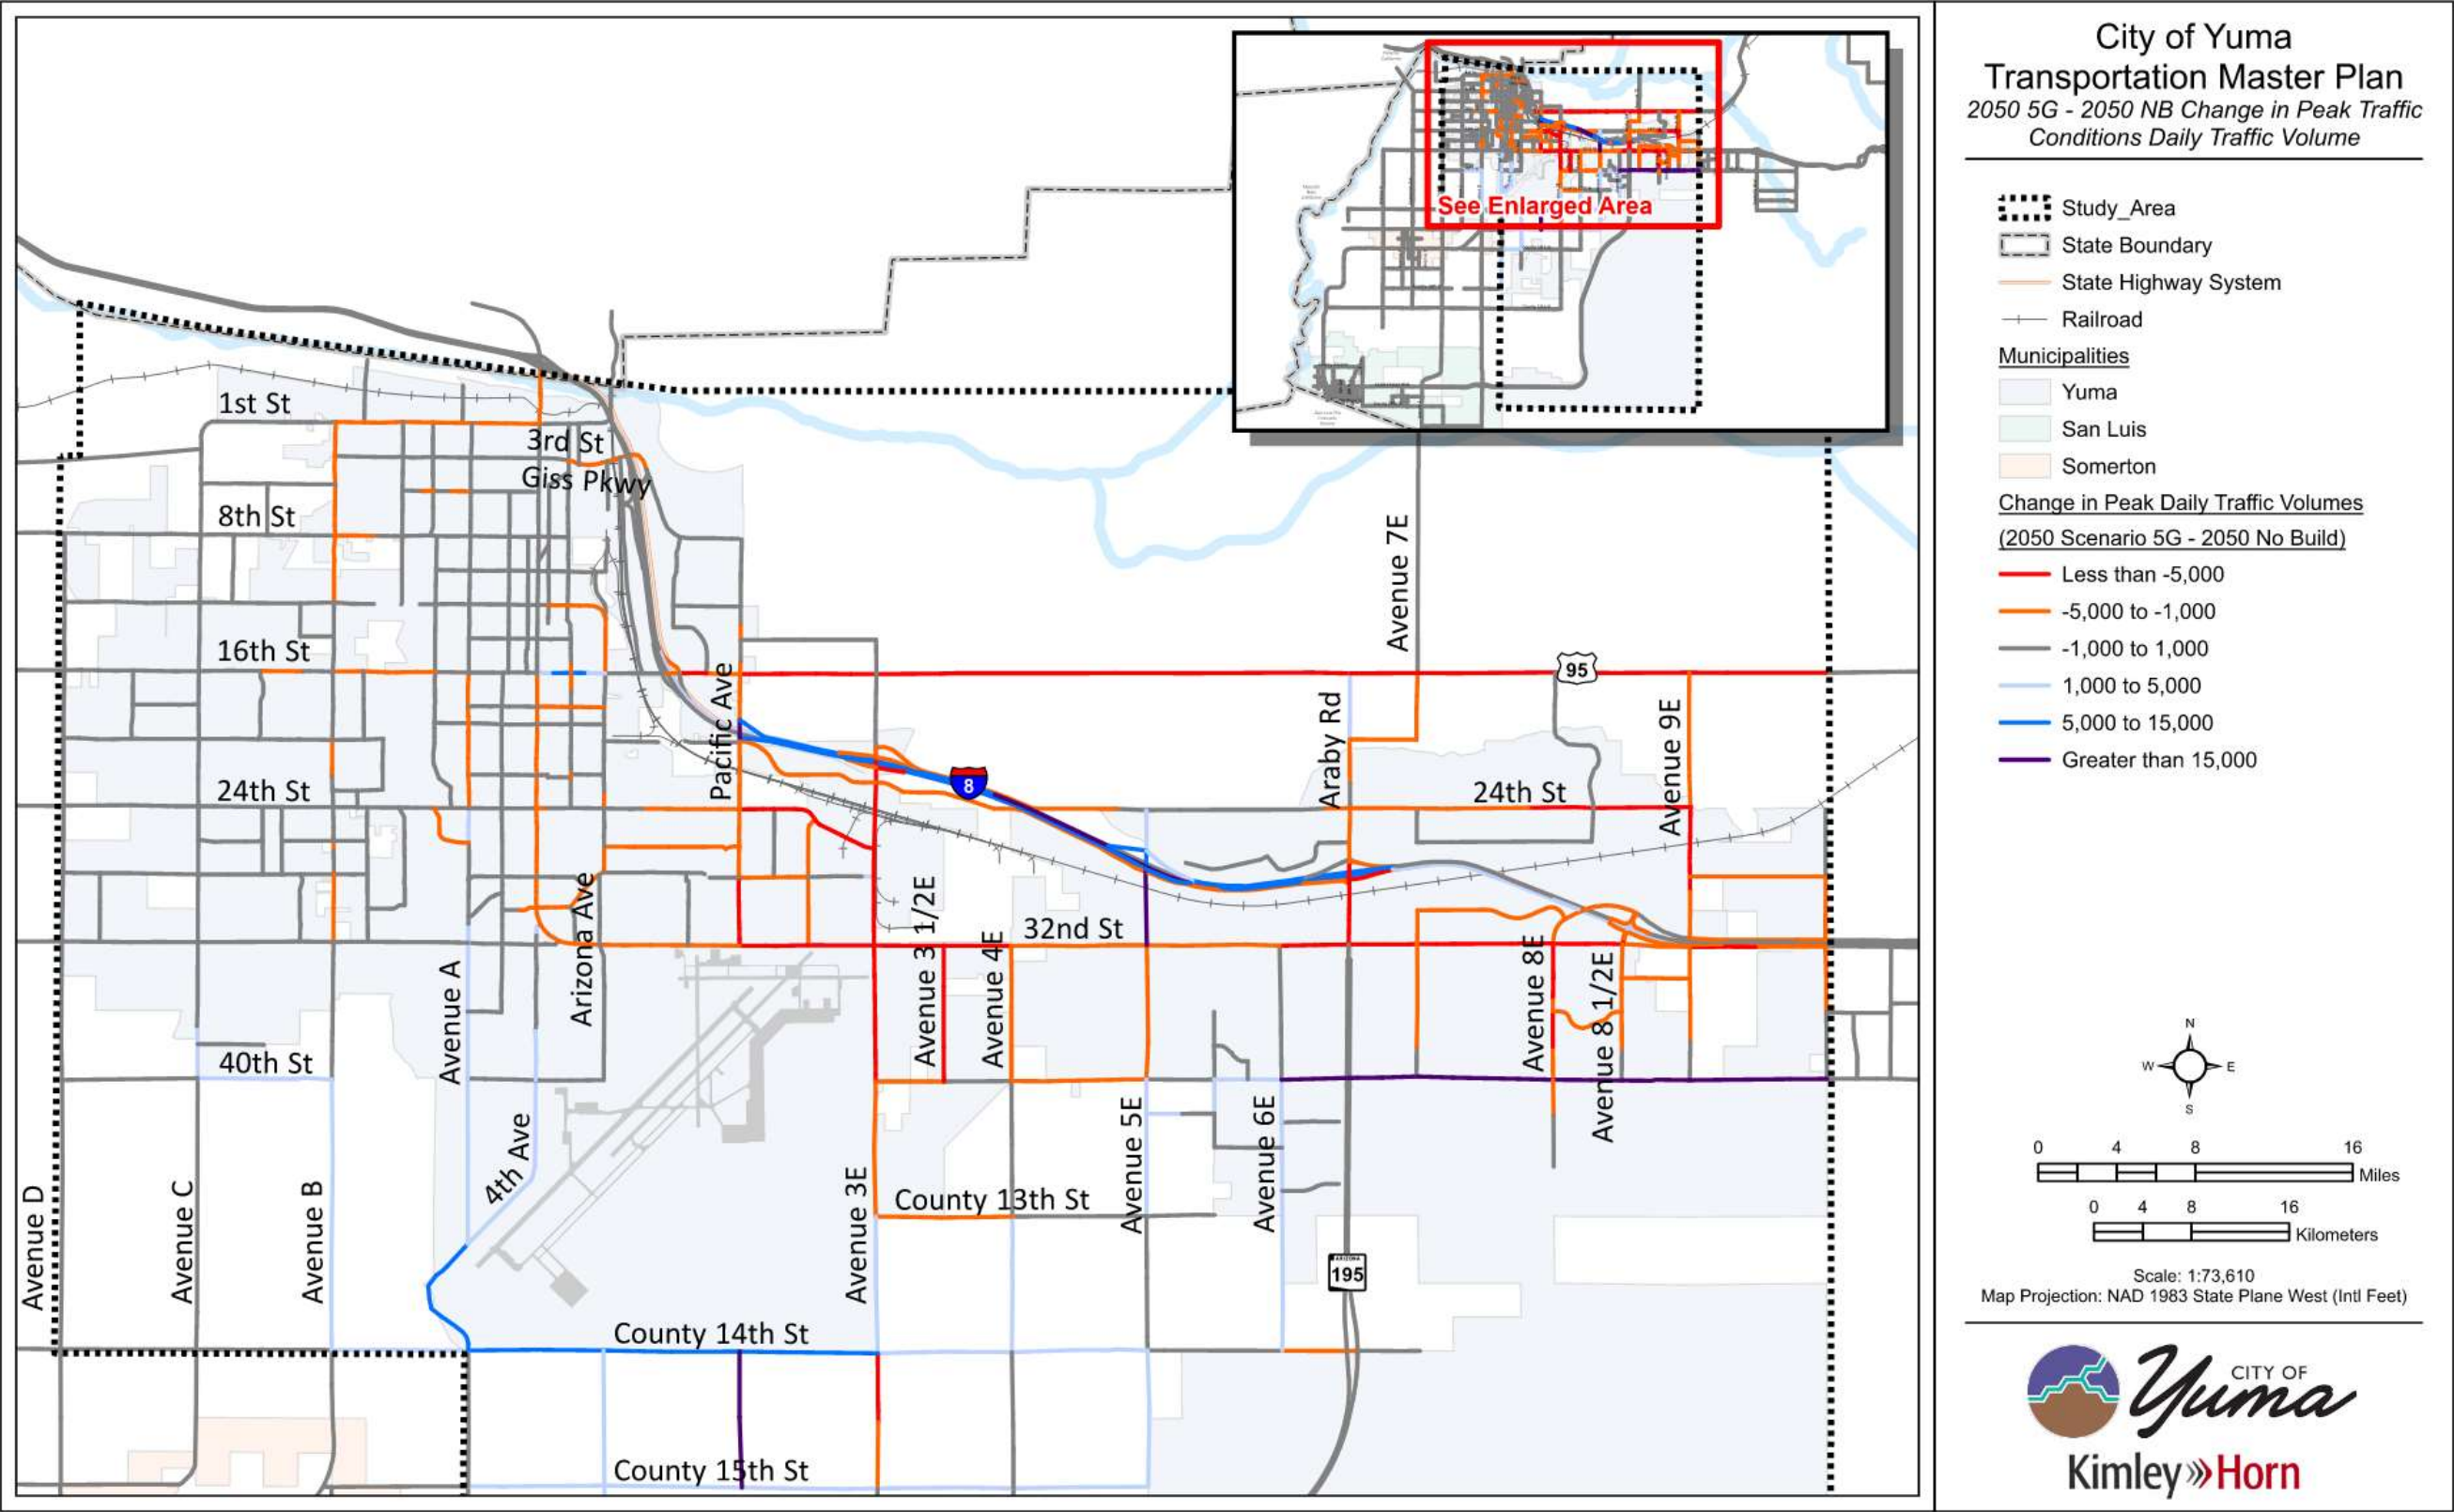 City of Yuma
Transportation Master Plan
2050 5G - 2050 NB Change in Peak Traffic
Conditions Daily Traffic Volume
Study_Area
State Boundary
State Highway System
Railroad
Municipalities
Yuma
San Luis
Somerton
Change in Peak Daily Traffic Volumes
(2050 Scenario 5G - 2050 No Build)
Less than -5,000
-5,000 to -1,000
-1,000 to 1,000
1,000 to 5,000
5,000 to 15,000
Greater than 15,000
N
W E
S
0 4 8 16
Miles
0 4 8 16
Kilometers
Scale: 1:73,610
Map Projection: NAD 1983 State Plane West (Intl Feet)
CITY OF
Yuma
Kimley»Horn
See Enlarged Area
1st St
3rd St
Giss Pkwy
8th St
16th St
24th St
40th St
Avenue D
Avenue C
Avenue B
Avenue A
4th Ave
Arizona Ave
Pacific Ave
Avenue 3E
Avenue 3 1/2E
Avenue 4E
32nd St
Avenue 5E
Avenue 6E
Araby Rd
Avenue 7E
24th St
Avenue 8E
Avenue 8 1/2E
Avenue 9E
County 13th St
County 14th St
County 15th St
8
95
ARIZONA
195